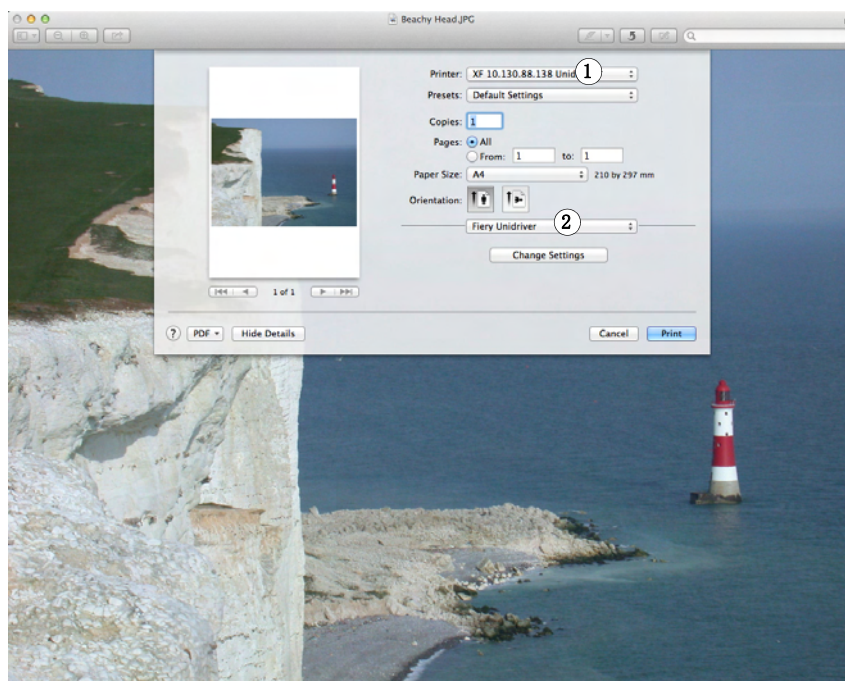 Beachy Head.JPG
5
Printer: XF 10.130.88.138 Unid 1
Presets: Default Settings
Copies: 1
Pages: All
From: 1 to: 1
Paper Size: A4 210 by 297 mm
Orientation:
Fiery Unidriver 2
Change Settings
1 of 1
? PDF Hide Details Cancel Print